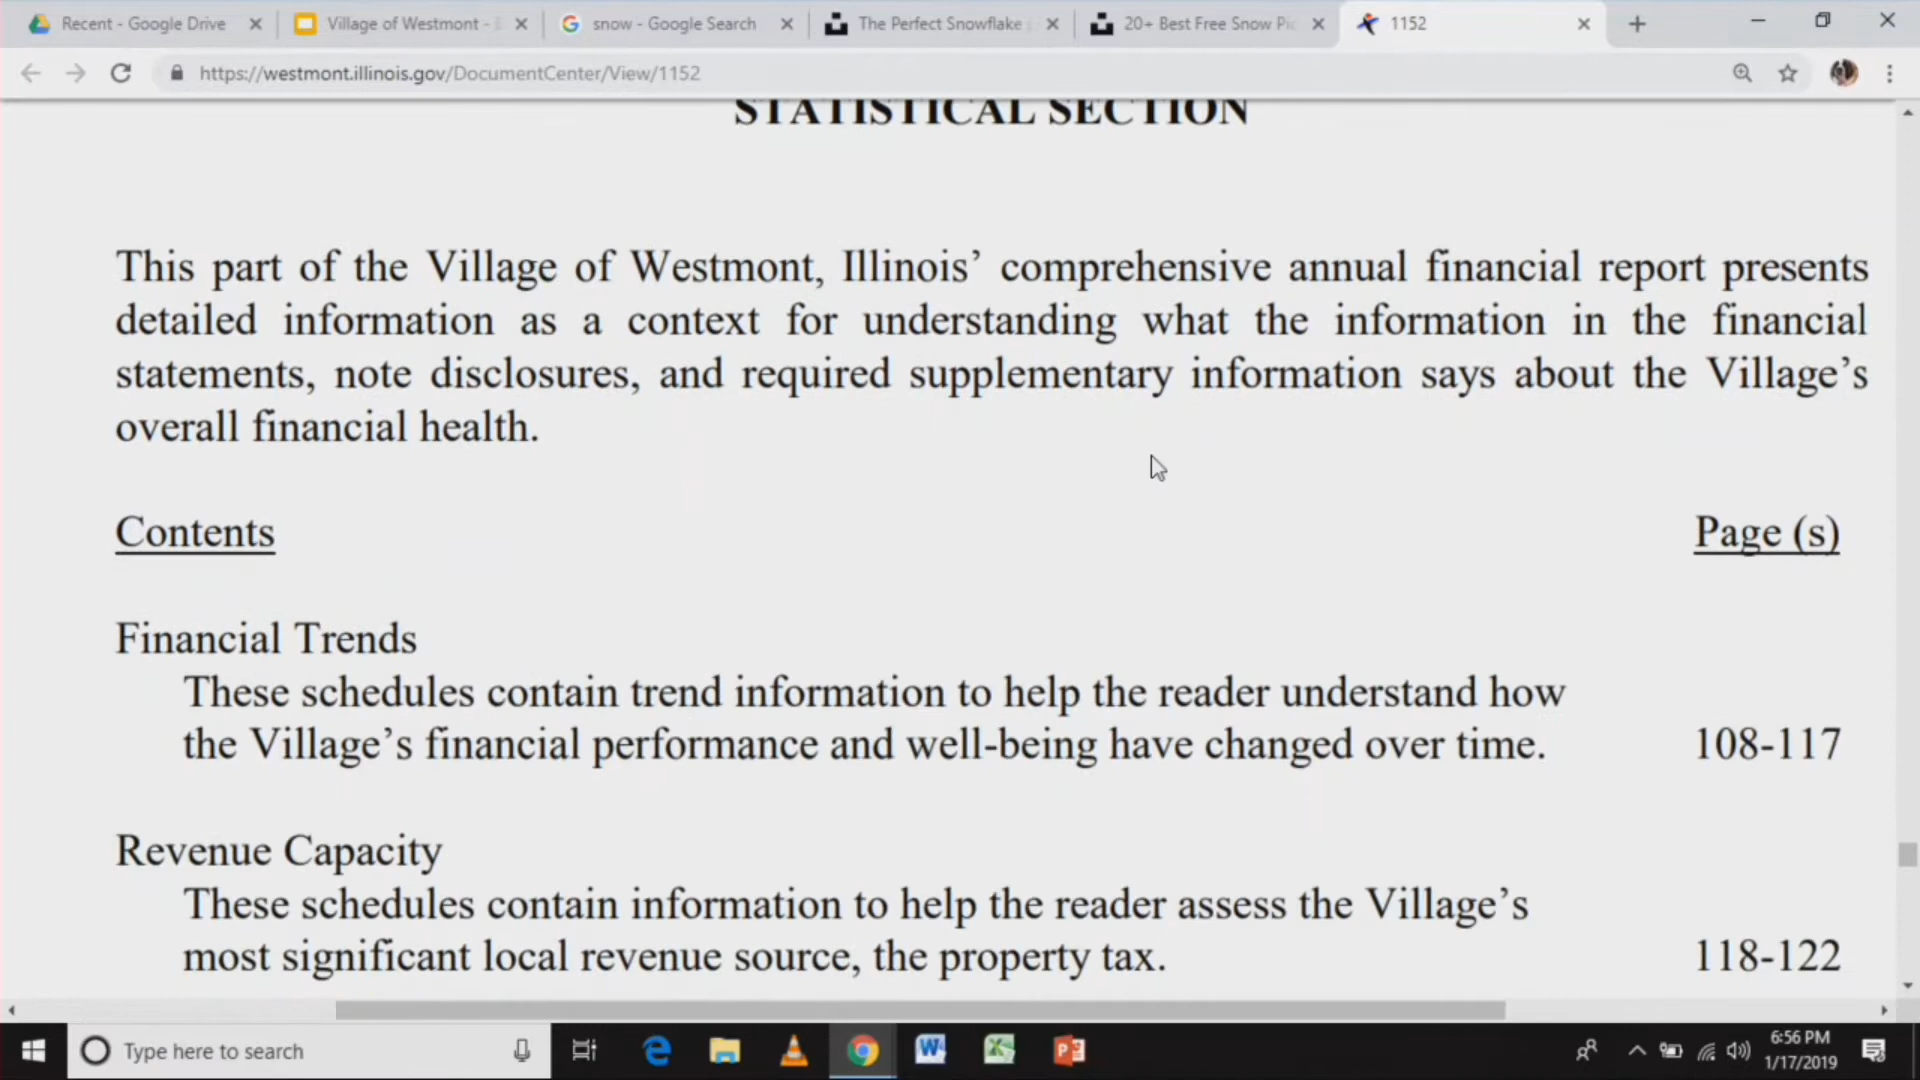 Recent - Google Drive
Village of Westmont -
snow - Google Search
The Perfect Snowflake
20+ Best Free Snow Pic
1152
https://westmont.illinois.gov/DocumentCenter/View/1152
STATISTICAL SECTION
This part of the Village of Westmont, Illinois’ comprehensive annual financial report presents
detailed information as a context for understanding what the information in the financial
statements, note disclosures, and required supplementary information says about the Village’s
overall financial health.
Contents Page (s)
Financial Trends
These schedules contain trend information to help the reader understand how
the Village’s financial performance and well-being have changed over time. 108-117
Revenue Capacity
These schedules contain information to help the reader assess the Village’s
most significant local revenue source, the property tax. 118-122
Type here to search
6:56 PM
1/17/2019